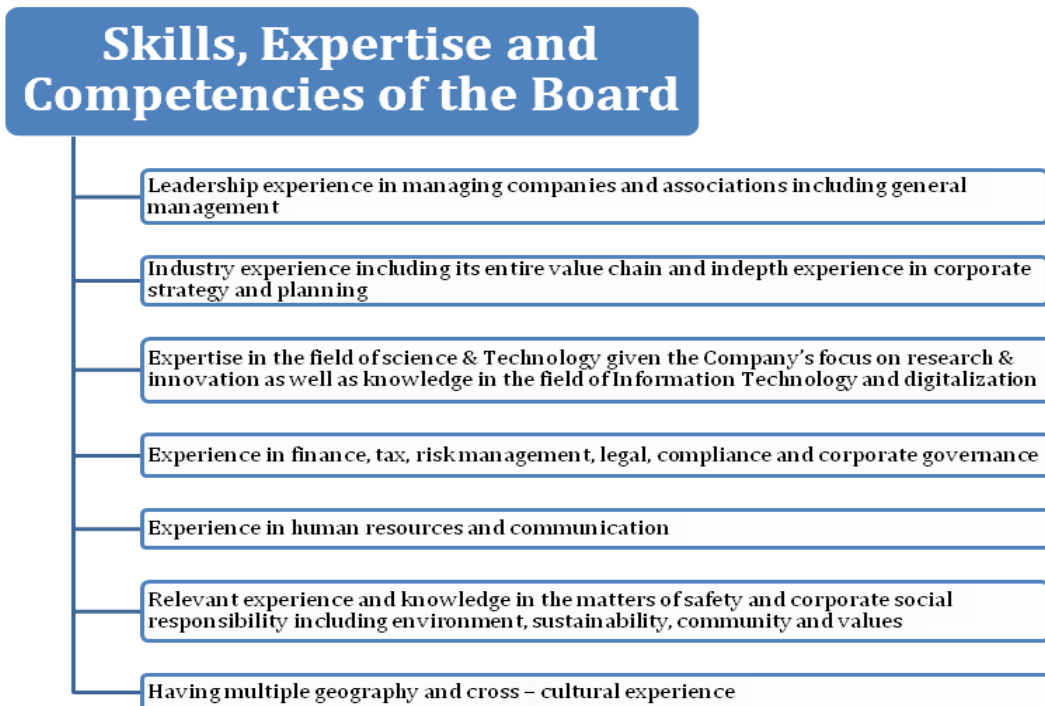 Skills, Expertise and
Competencies of the Board
Leadership experience in managing companies and associations including general
management
Industry experience including its entire value chain and indepth experience in corporate
strategy and planning
Expertise in the field of science & Technology given the Company’s focus on research &
innovation as well as knowledge in the field of Information Technology and digitalization
Experience in finance, tax, risk management, legal, compliance and corporate governance
Experience in human resources and communication
Relevant experience and knowledge in the matters of safety and corporate social
responsibility including environment, sustainability, community and values
Having multiple geography and cross – cultural experience